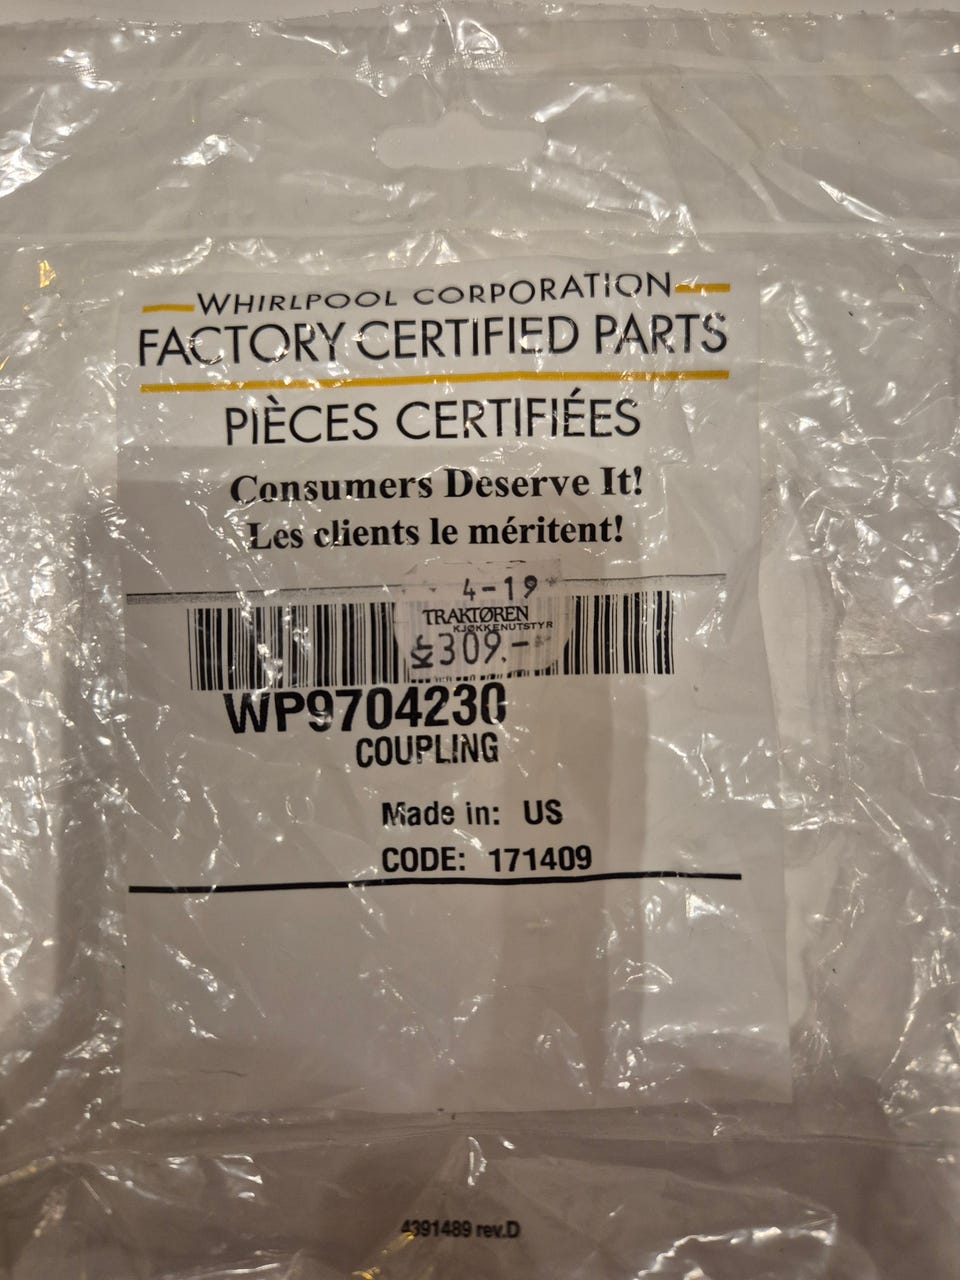 WHIRLPOOL CORPORATION
FACTORY CERTIFIED PARTS
PIÈCES CERTIFIÉES
Consumers Deserve It!
Les clients le méritent!
4-19
TRAKTØREN
KJØKKENUTSTYR
Kr 309.-
WP9704230
COUPLING
Made in: US
CODE: 171409
4391489 rev.D